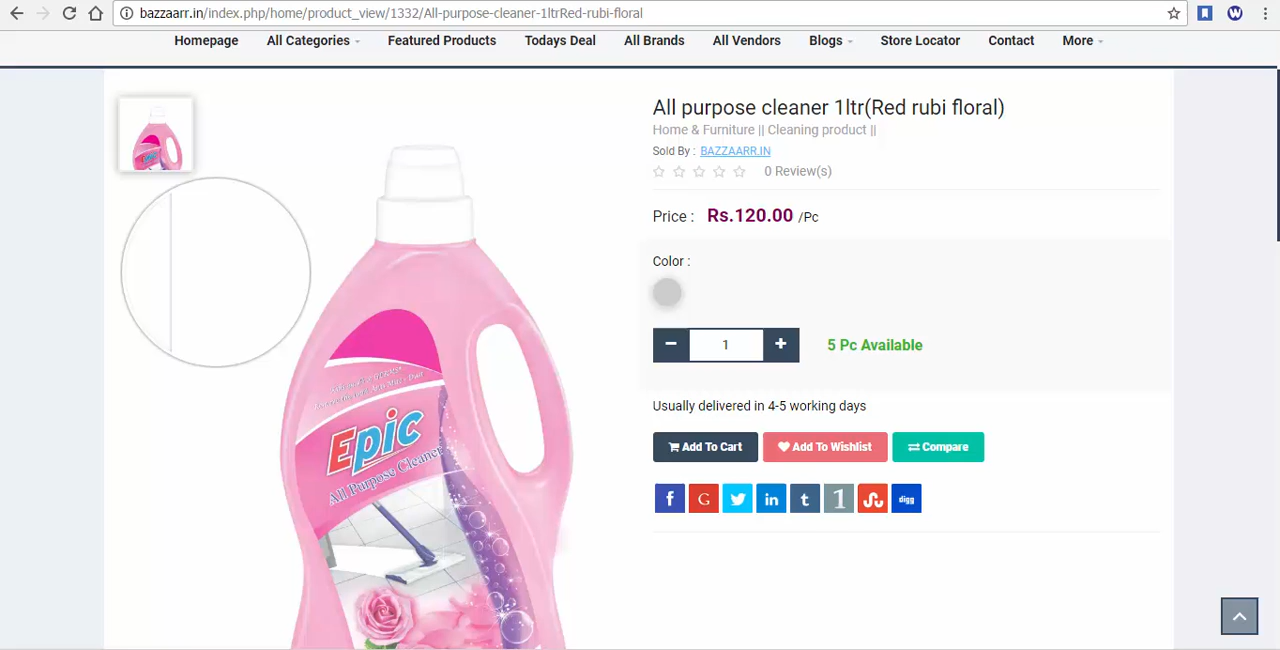 bazzaarr.in/index.php/home/product_view/1332/All-purpose-cleaner-1ltrRed-rubi-floral
Homepage All Categories Featured Products Todays Deal All Brands All Vendors Blogs Store Locator Contact More
All purpose cleaner 1ltr(Red rubi floral)
Home & Furniture || Cleaning product ||
Sold By : BAZZAARR.IN
0 Review(s)
Price : Rs.120.00 /Pc
Color :
− 1 + 5 Pc Available
Usually delivered in 4-5 working days
Add To Cart Add To Wishlist Compare
f G in t 1 digg
Epic
All Purpose Cleaner